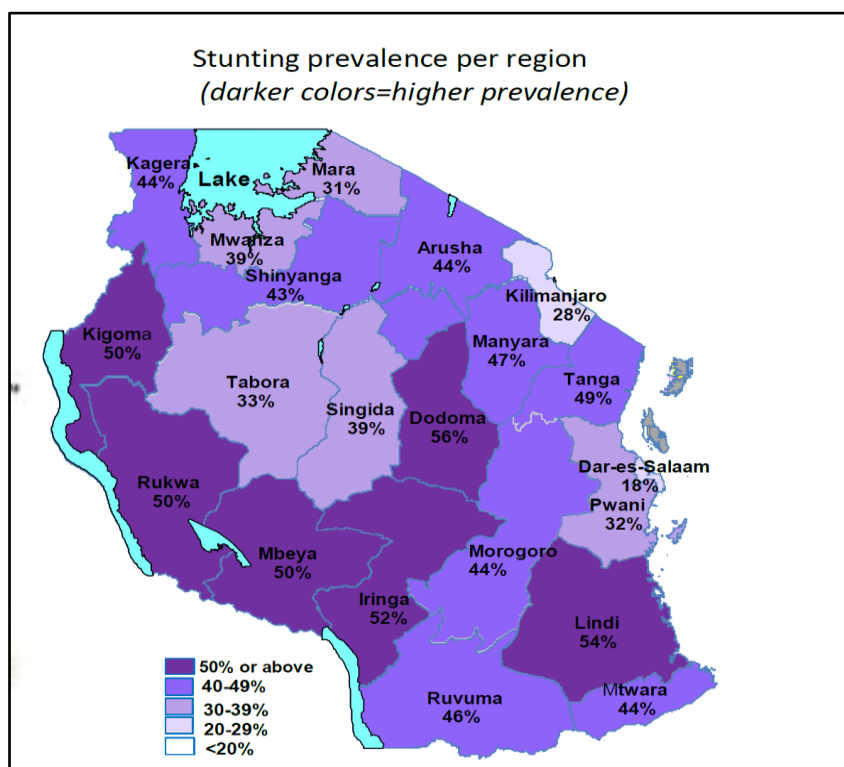 Stunting prevalence per region
(darker colors=higher prevalence)
Kagera
44%
Lake
Mara
31%
Mwanza
39%
Shinyanga
43%
Arusha
44%
Kilimanjaro
28%
Kigoma
50%
Manyara
47%
Tanga
49%
Tabora
33%
Singida
39%
Dodoma
56%
Dar-es-Salaam
18%
Pwani
32%
Rukwa
50%
Mbeya
50%
Morogoro
44%
Iringa
52%
Lindi
54%
Ruvuma
46%
Mtwara
44%
50% or above
40-49%
30-39%
20-29%
<20%